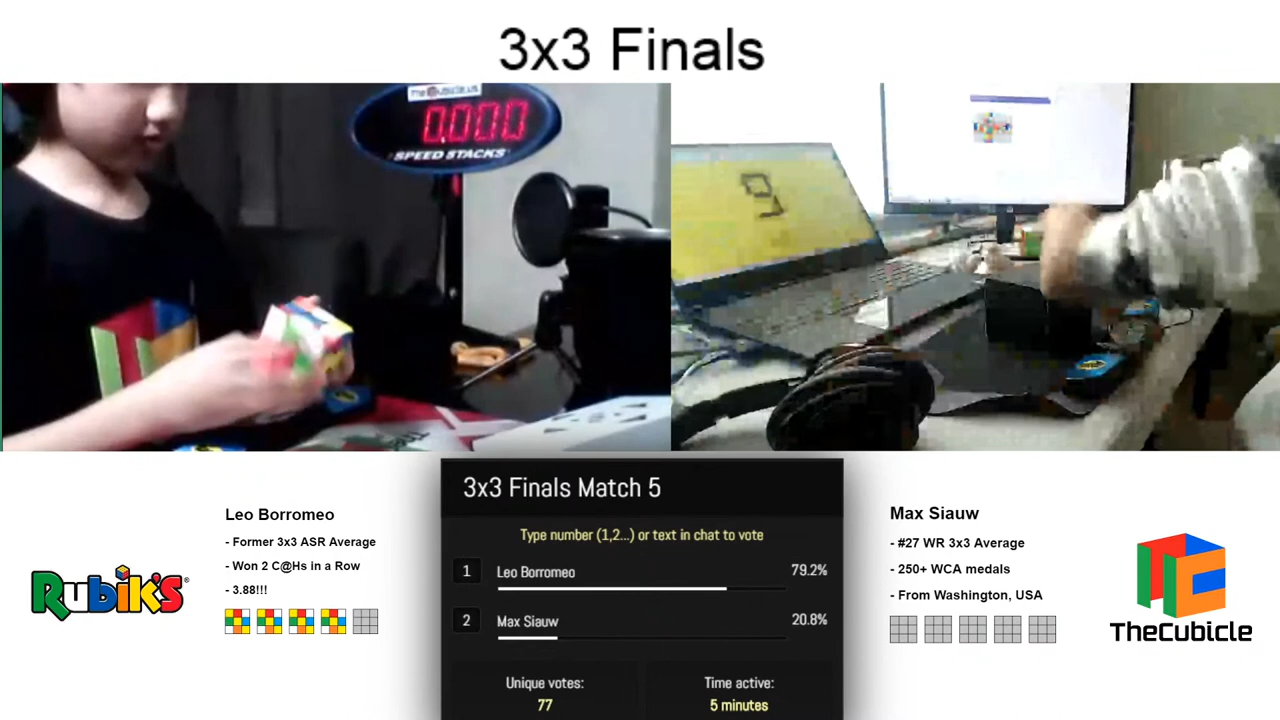 3x3 Finals
TheCubicle.us
0.000
SPEED STACKS
Leo Borromeo
- Former 3x3 ASR Average
- Won 2 C@Hs in a Row
- 3.88!!!
RUBIK'S®
3x3 Finals Match 5
Type number (1,2...) or text in chat to vote
1 Leo Borromeo 79.2%
2 Max Siauw 20.8%
Unique votes: Time active:
77 5 minutes
Max Siauw
- #27 WR 3x3 Average
- 250+ WCA medals
- From Washington, USA
TheCubicle